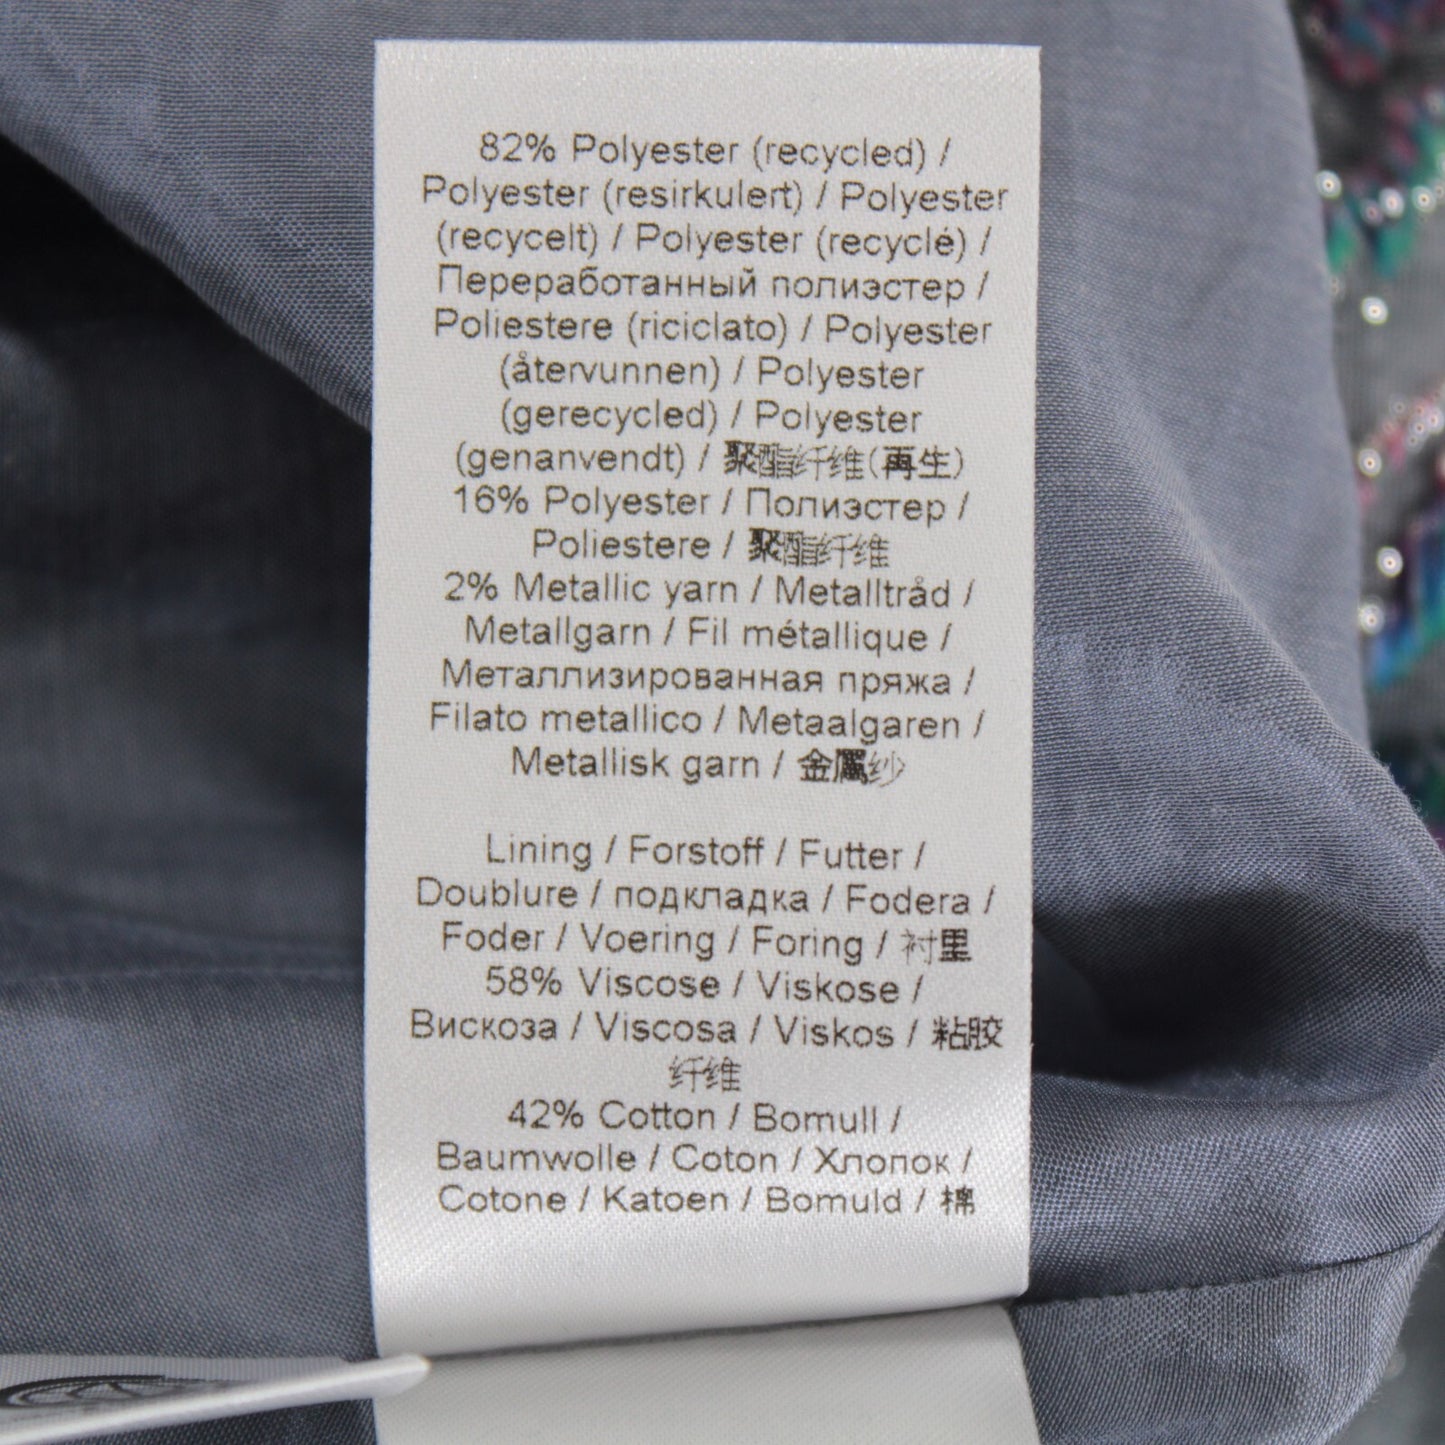 82% Polyester (recycled) /
Polyester (resirkulert) / Polyester
(recycelt) / Polyester (recyclé) /
Переработанный полиэстер /
Poliestere (riciclato) / Polyester
(återvunnen) / Polyester
(gerecycled) / Polyester
(genanvendt) / 聚酯纤维(再生)
16% Polyester / Полиэстер /
Poliestere / 聚酯纤维
2% Metallic yarn / Metalltråd /
Metallgarn / Fil métallique /
Металлизированная пряжа /
Filato metallico / Metaalgaren /
Metallisk garn / 金属纱
Lining / Forstoff / Futter /
Doublure / подкладка / Fodera /
Foder / Voering / Foring / 衬里
58% Viscose / Viskose /
Вискоза / Viscosa / Viskos / 粘胶
纤维
42% Cotton / Bomull /
Baumwolle / Coton / Хлопок /
Cotone / Katoen / Bomuld / 棉